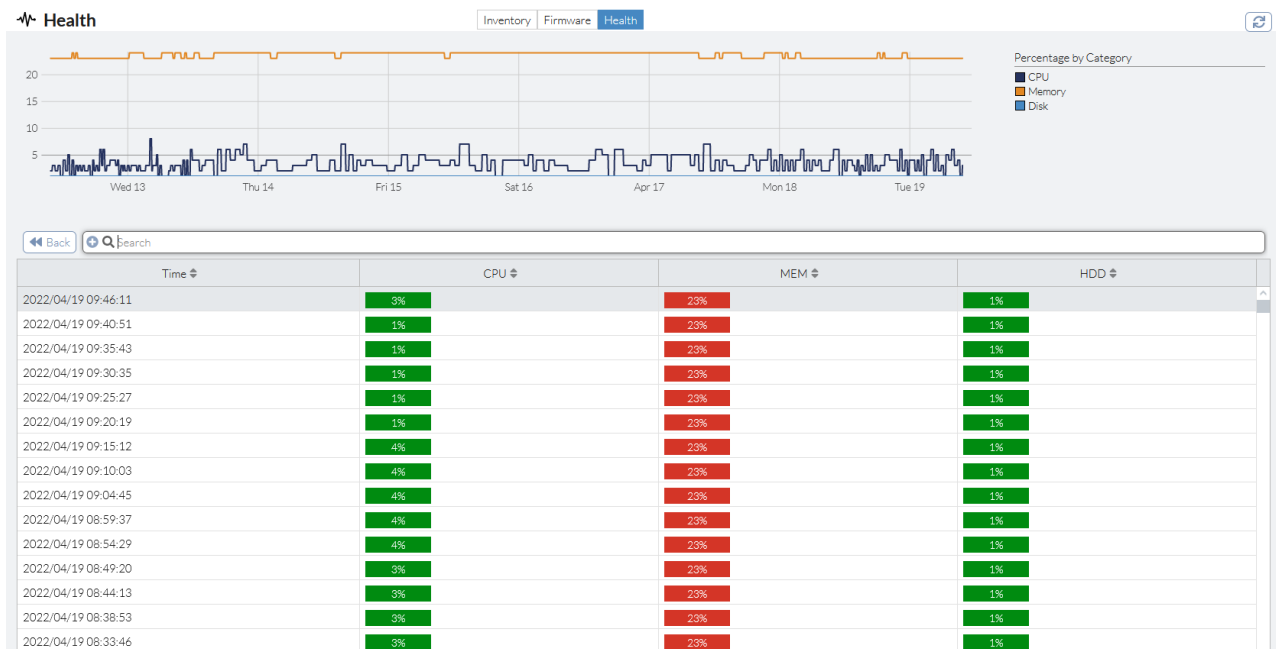 Health
Inventory Firmware Health
Percentage by Category
CPU
Memory
Disk
20
15
10
5
Wed 13 Thu 14 Fri 15 Sat 16 Apr 17 Mon 18 Tue 19
Back Search
Time CPU MEM HDD
2022/04/19 09:46:11 3% 23% 1%
2022/04/19 09:40:51 1% 23% 1%
2022/04/19 09:35:43 1% 23% 1%
2022/04/19 09:30:35 1% 23% 1%
2022/04/19 09:25:27 1% 23% 1%
2022/04/19 09:20:19 1% 23% 1%
2022/04/19 09:15:12 4% 23% 1%
2022/04/19 09:10:03 4% 23% 1%
2022/04/19 09:04:45 4% 23% 1%
2022/04/19 08:59:37 4% 23% 1%
2022/04/19 08:54:29 4% 23% 1%
2022/04/19 08:49:20 3% 23% 1%
2022/04/19 08:44:13 3% 23% 1%
2022/04/19 08:38:53 3% 23% 1%
2022/04/19 08:33:46 3% 23% 1%